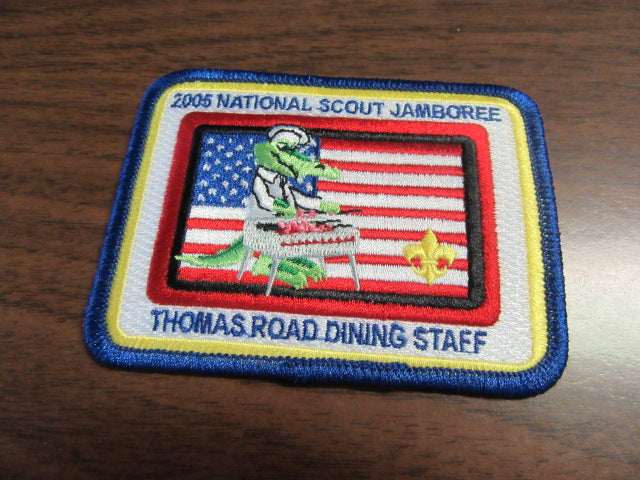 2005 NATIONAL SCOUT JAMBOREE
THOMAS ROAD DINING STAFF